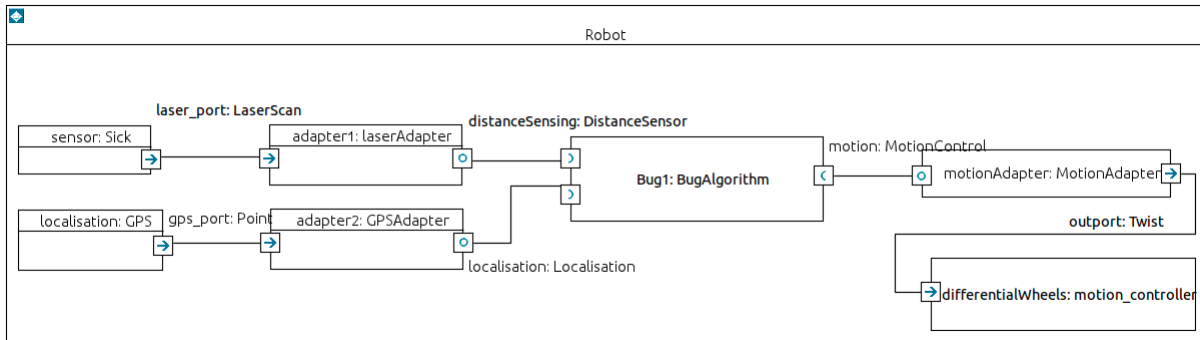 Robot
laser_port: LaserScan
sensor: Sick
adapter1: laserAdapter
distanceSensing: DistanceSensor
Bug1: BugAlgorithm
motion: MotionControl
motionAdapter: MotionAdapter
localisation: GPS
gps_port: Point
adapter2: GPSAdapter
localisation: Localisation
outport: Twist
differentialWheels: motion_controller